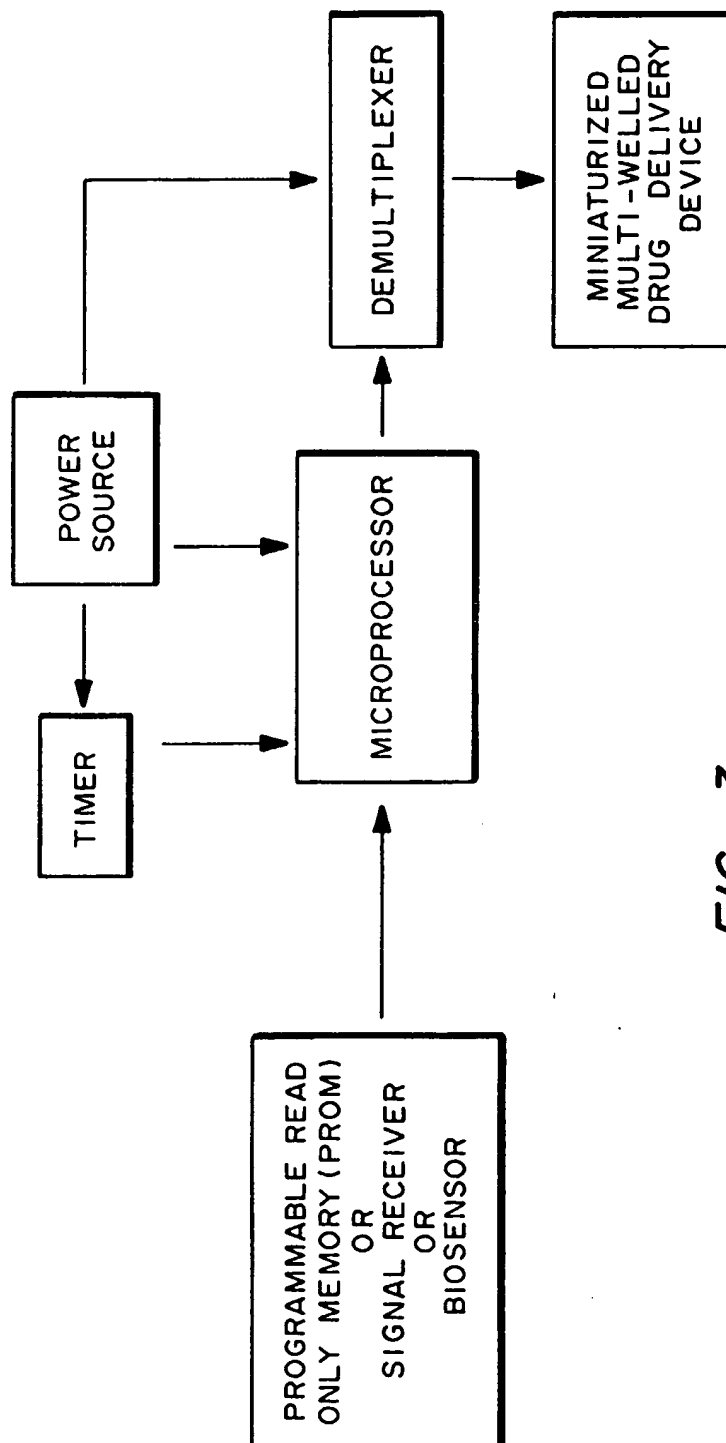 POWER
SOURCE
TIMER
DEMULTIPLEXER
MICROPROCESSOR
PROGRAMMABLE READ
ONLY MEMORY (PROM)
OR
SIGNAL RECEIVER
OR
BIOSENSOR
MINIATURIZED
MULTI-WELLED
DRUG DELIVERY
DEVICE